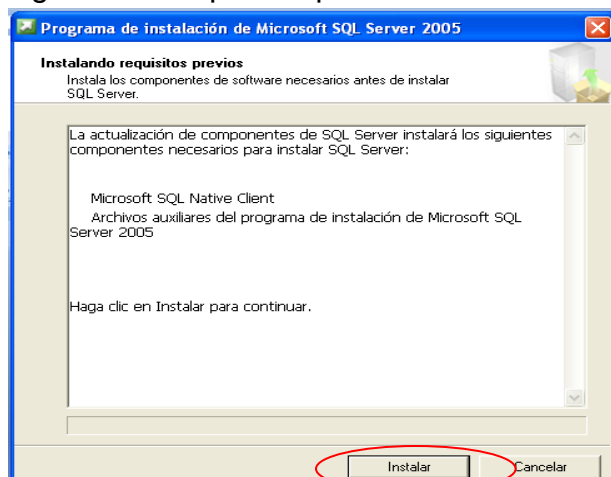 Programa de instalación de Microsoft SQL Server 2005
Instalando requisitos previos
Instala los componentes de software necesarios antes de instalar
SQL Server.
La actualización de componentes de SQL Server instalará los siguientes
componentes necesarios para instalar SQL Server:
Microsoft SQL Native Client
Archivos auxiliares del programa de instalación de Microsoft SQL
Server 2005
Haga clic en Instalar para continuar.
Instalar
Cancelar